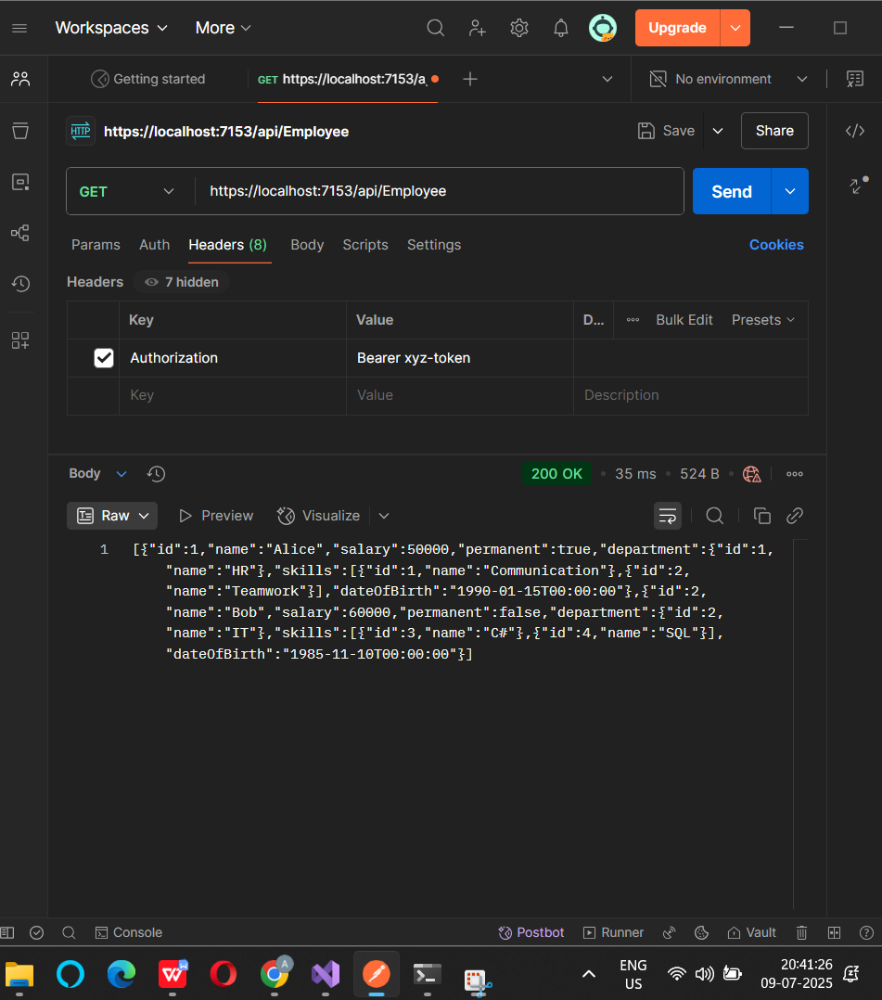 Workspaces More Upgrade
Getting started GET https://localhost:7153/a No environment
HTTP https://localhost:7153/api/Employee Save Share
GET https://localhost:7153/api/Employee Send
Params Auth Headers (8) Body Scripts Settings Cookies
Headers 7 hidden
Key Value D... Bulk Edit Presets
Authorization Bearer xyz-token
Key Value Description
Body 200 OK • 35 ms • 524 B •
Raw Preview Visualize
1 [{"id":1,"name":"Alice","salary":50000,"permanent":true,"department":{"id":1,
"name":"HR"},"skills":[{"id":1,"name":"Communication"},{"id":2,
"name":"Teamwork"}],"dateOfBirth":"1990-01-15T00:00:00"},{"id":2,
"name":"Bob","salary":60000,"permanent":false,"department":{"id":2,
"name":"IT"},"skills":[{"id":3,"name":"C#"},{"id":4,"name":"SQL"}],
"dateOfBirth":"1985-11-10T00:00:00"}]
Console Postbot Runner Vault
W A ENG 20:41:26
US 09-07-2025